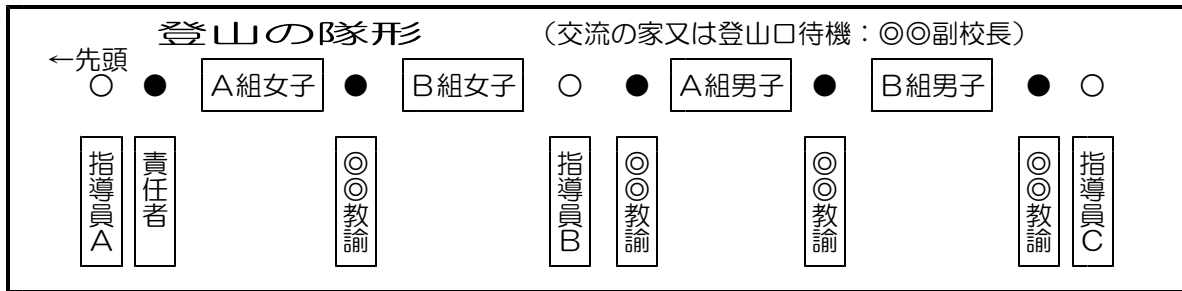 登山の隊形　（交流の家又は登山口待機：◎◎副校長）
←先頭
○ ● A組女子 ● B組女子 ○ ● A組男子 ● B組男子 ● ○
指導員A
責任者
◎◎教諭
指導員B
◎◎教諭
◎◎教諭
◎◎教諭
指導員C